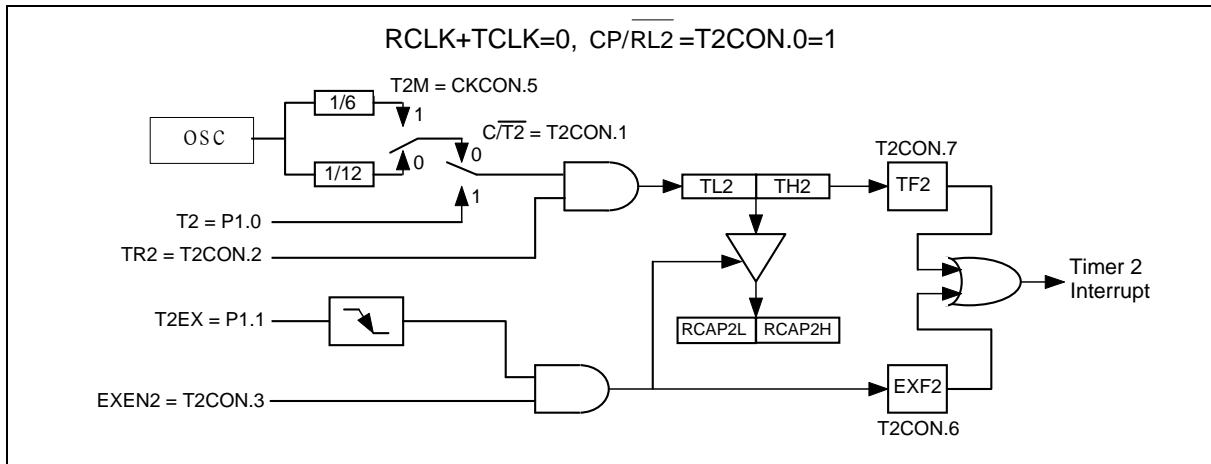 RCLK+TCLK=0, CP/R̅L̅2̅ =T2CON.0=1
T2M = CKCON.5
1/6
1
OSC
C/T̅2̅ = T2CON.1
0
0
1/12
1
T2 = P1.0
TR2 = T2CON.2
TL2 TH2
T2CON.7
TF2
Timer 2
Interrupt
T2EX = P1.1
RCAP2L RCAP2H
EXEN2 = T2CON.3
EXF2
T2CON.6